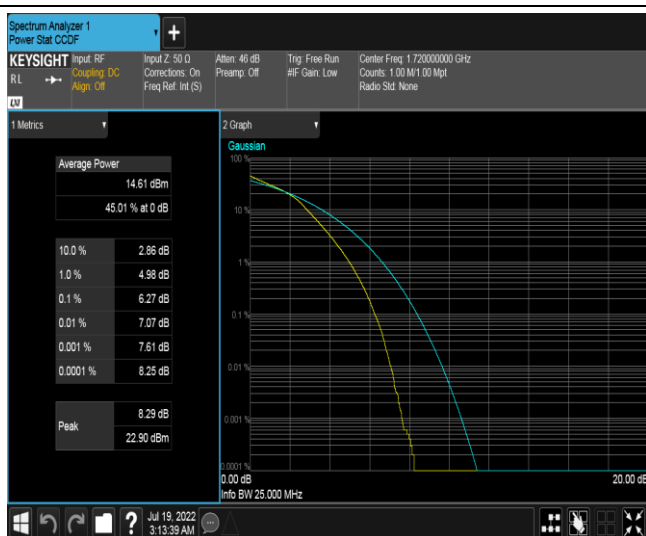 Spectrum Analyzer 1
Power Stat CCDF
+
KEYSIGHT
RL
LXI
Input: RF
Coupling: DC
Align: Off
Input Z: 50 Ω
Corrections: On
Freq Ref: Int (S)
Atten: 46 dB
Preamp: Off
Trig: Free Run
#IF Gain: Low
Center Freq: 1.720000000 GHz
Counts: 1.00 M/1.00 Mpt
Radio Std: None
1 Metrics
Average Power
14.61 dBm
45.01 % at 0 dB
10.0 % 2.86 dB
1.0 % 4.98 dB
0.1 % 6.27 dB
0.01 % 7.07 dB
0.001 % 7.61 dB
0.0001 % 8.25 dB
Peak
8.29 dB
22.90 dBm
2 Graph
Gaussian
100 %
10 %
1 %
0.1 %
0.01 %
0.001 %
0.0001 %
0.00 dB 20.00 dB
Info BW 25.000 MHz
?
Jul 19, 2022
3:13:39 AM